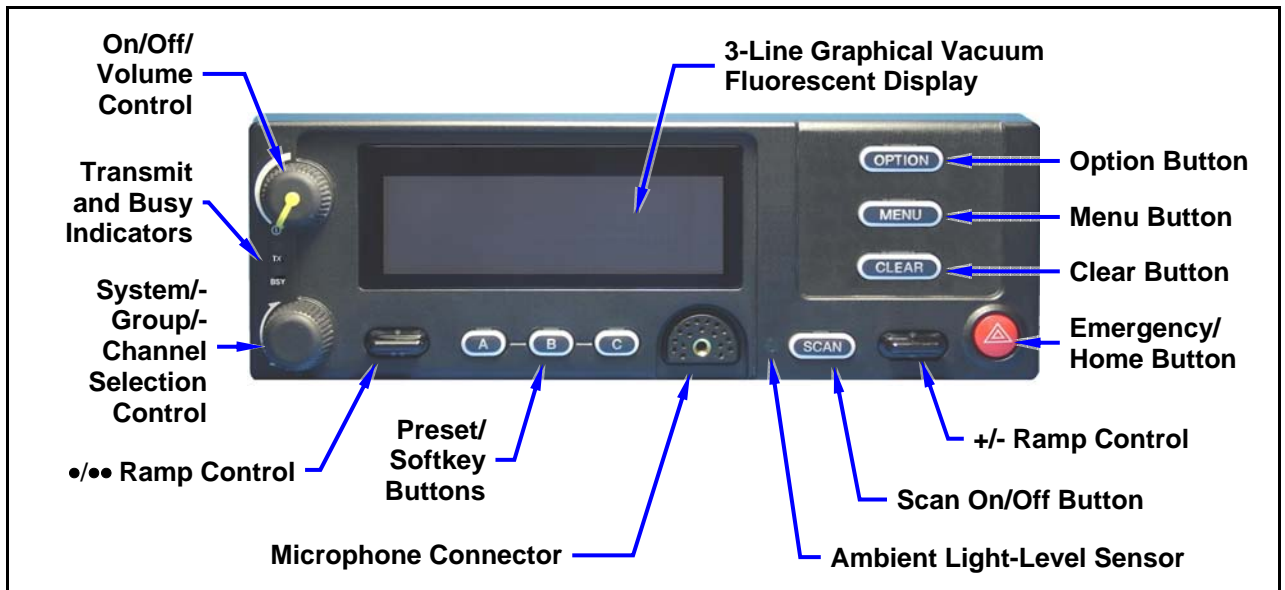 On/Off/
Volume
Control
3-Line Graphical Vacuum
Fluorescent Display
Transmit
and Busy
Indicators
System/-
Group/-
Channel
Selection
Control
●/●● Ramp Control
Preset/
Softkey
Buttons
Microphone Connector
Option Button
Menu Button
Clear Button
Emergency/
Home Button
+/- Ramp Control
Scan On/Off Button
Ambient Light-Level Sensor
OPTION
MENU
CLEAR
TX
BSY
A
B
C
SCAN